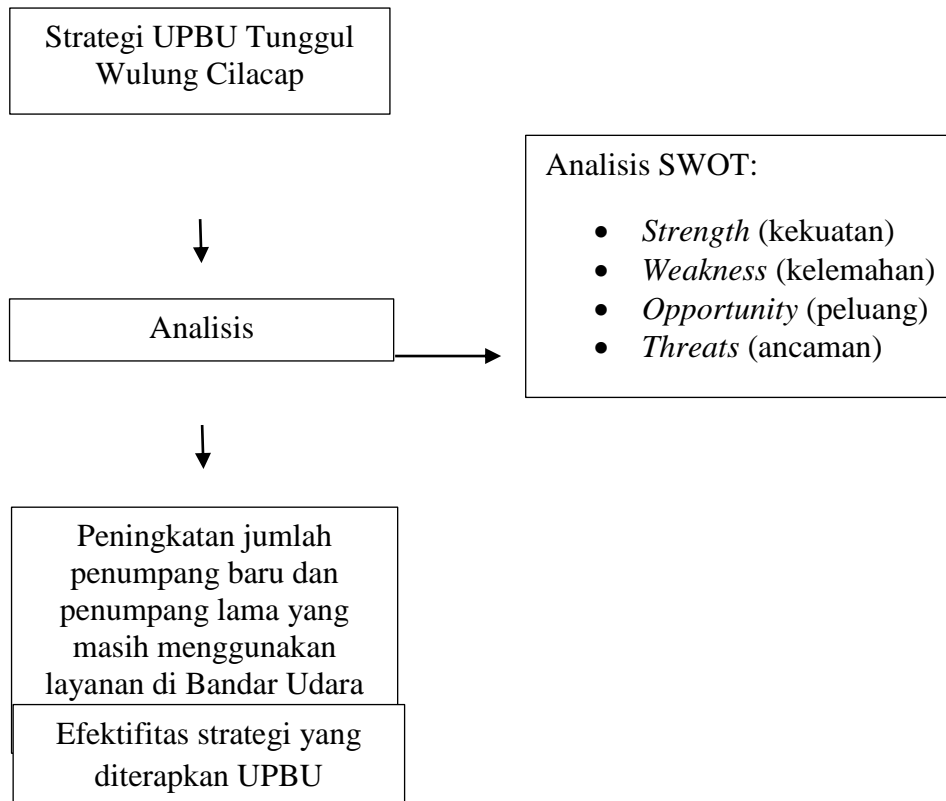 Strategi UPBU Tunggul
Wulung Cilacap
Analisis SWOT:
• Strength (kekuatan)
• Weakness (kelemahan)
• Opportunity (peluang)
• Threats (ancaman)
Analisis
Peningkatan jumlah
penumpang baru dan
penumpang lama yang
masih menggunakan
layanan di Bandar Udara
Efektifitas strategi yang
diterapkan UPBU